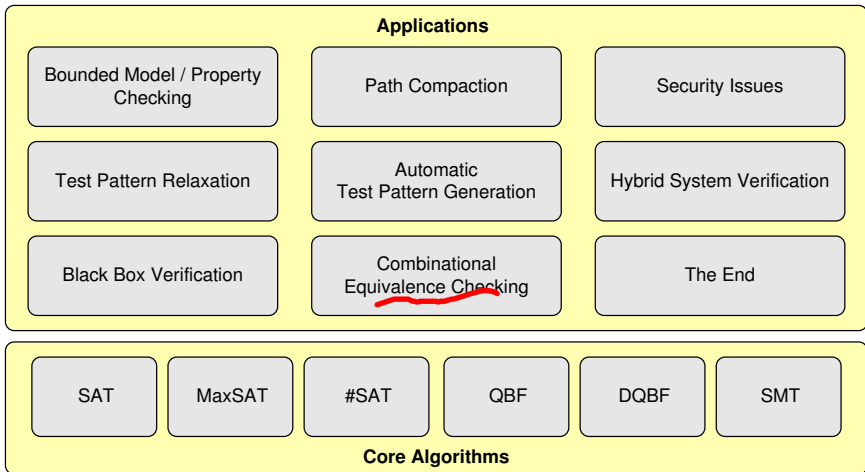 Applications
Bounded Model / Property
Checking
Path Compaction
Security Issues
Test Pattern Relaxation
Automatic
Test Pattern Generation
Hybrid System Verification
Black Box Verification
Combinational
Equivalence Checking
The End
SAT
MaxSAT
#SAT
QBF
DQBF
SMT
Core Algorithms